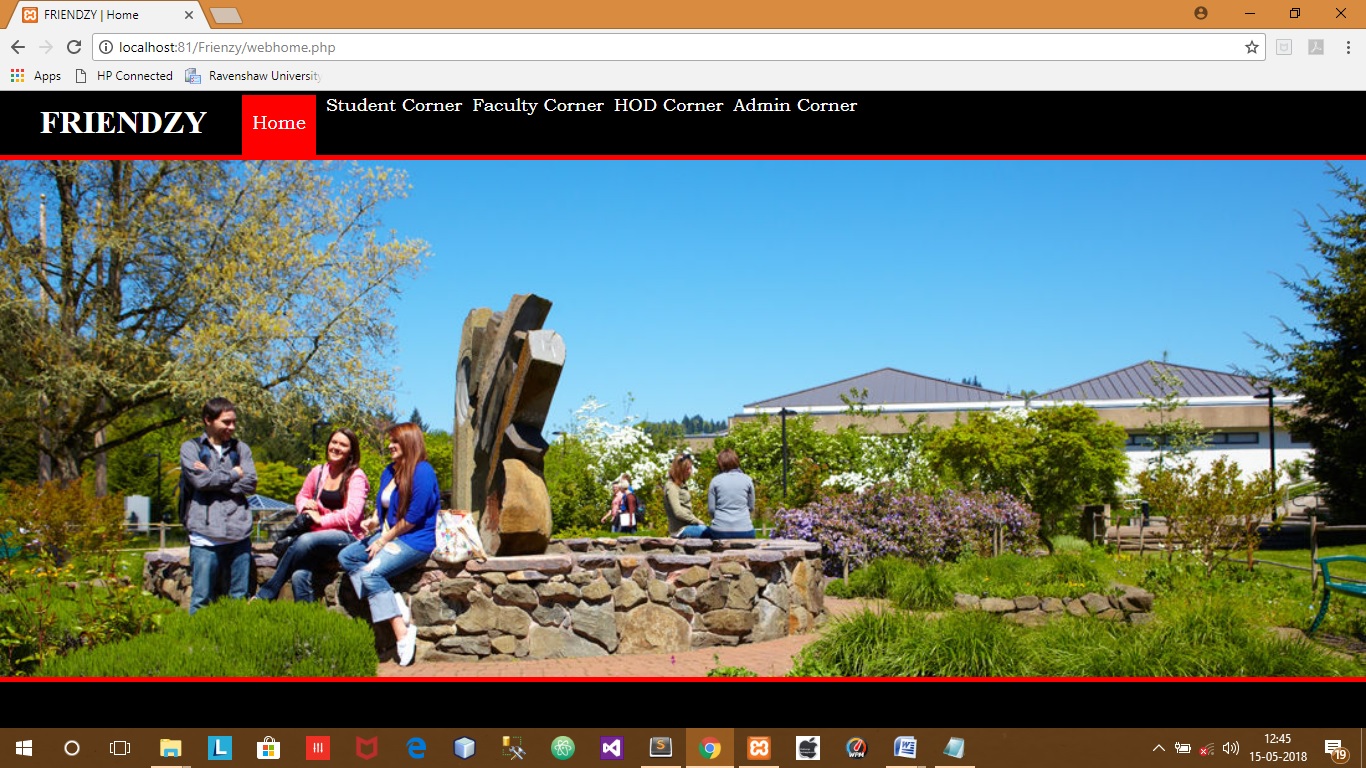 FRIENDZY | Home
localhost:81/Frienzy/webhome.php
Apps HP Connected Ravenshaw University
FRIENDZY Home Student Corner Faculty Corner HOD Corner Admin Corner
L S W WPM 12:45
15-05-2018 19